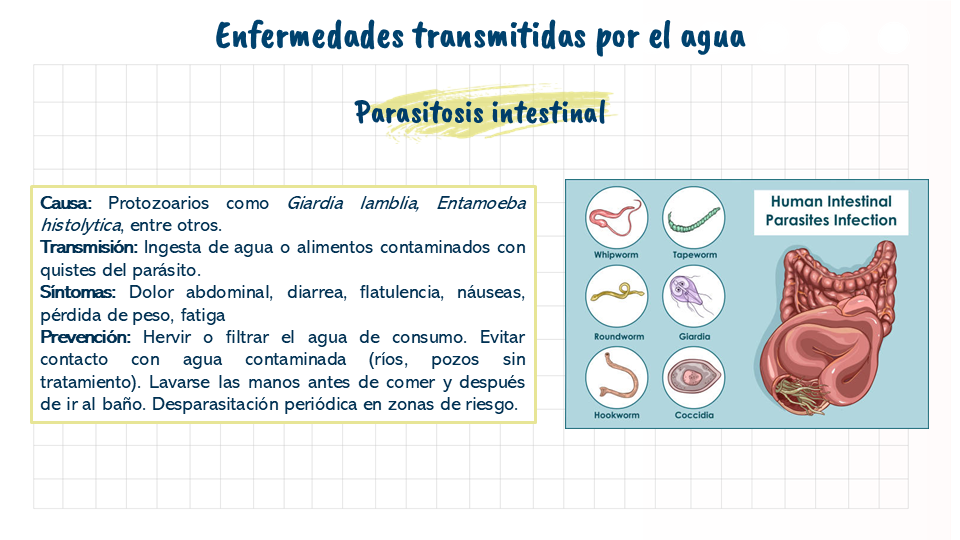 Enfermedades transmitidas por el agua
Parasitosis intestinal
Causa: Protozoarios como Giardia lamblia, Entamoeba
histolytica, entre otros.
Transmisión: Ingesta de agua o alimentos contaminados con
quistes del parásito.
Síntomas: Dolor abdominal, diarrea, flatulencia, náuseas,
pérdida de peso, fatiga
Prevención: Hervir o filtrar el agua de consumo. Evitar
contacto con agua contaminada (ríos, pozos sin
tratamiento). Lavarse las manos antes de comer y después
de ir al baño. Desparasitación periódica en zonas de riesgo.
Human Intestinal
Parasites Infection
Whipworm
Tapeworm
Roundworm
Giardia
Hookworm
Coccidia